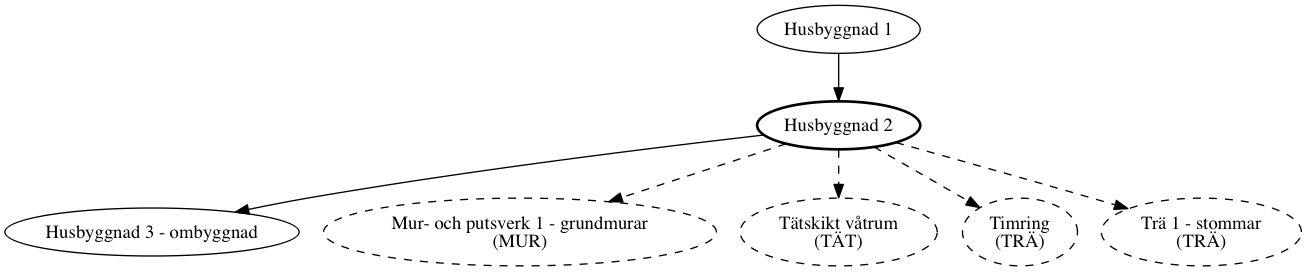 Husbyggnad 1
Husbyggnad 2
Husbyggnad 3 - ombyggnad
Mur- och putsverk 1 - grundmurar
(MUR)
Tätskikt våtrum
(TÄT)
Timring
(TRÄ)
Trä 1 - stommar
(TRÄ)